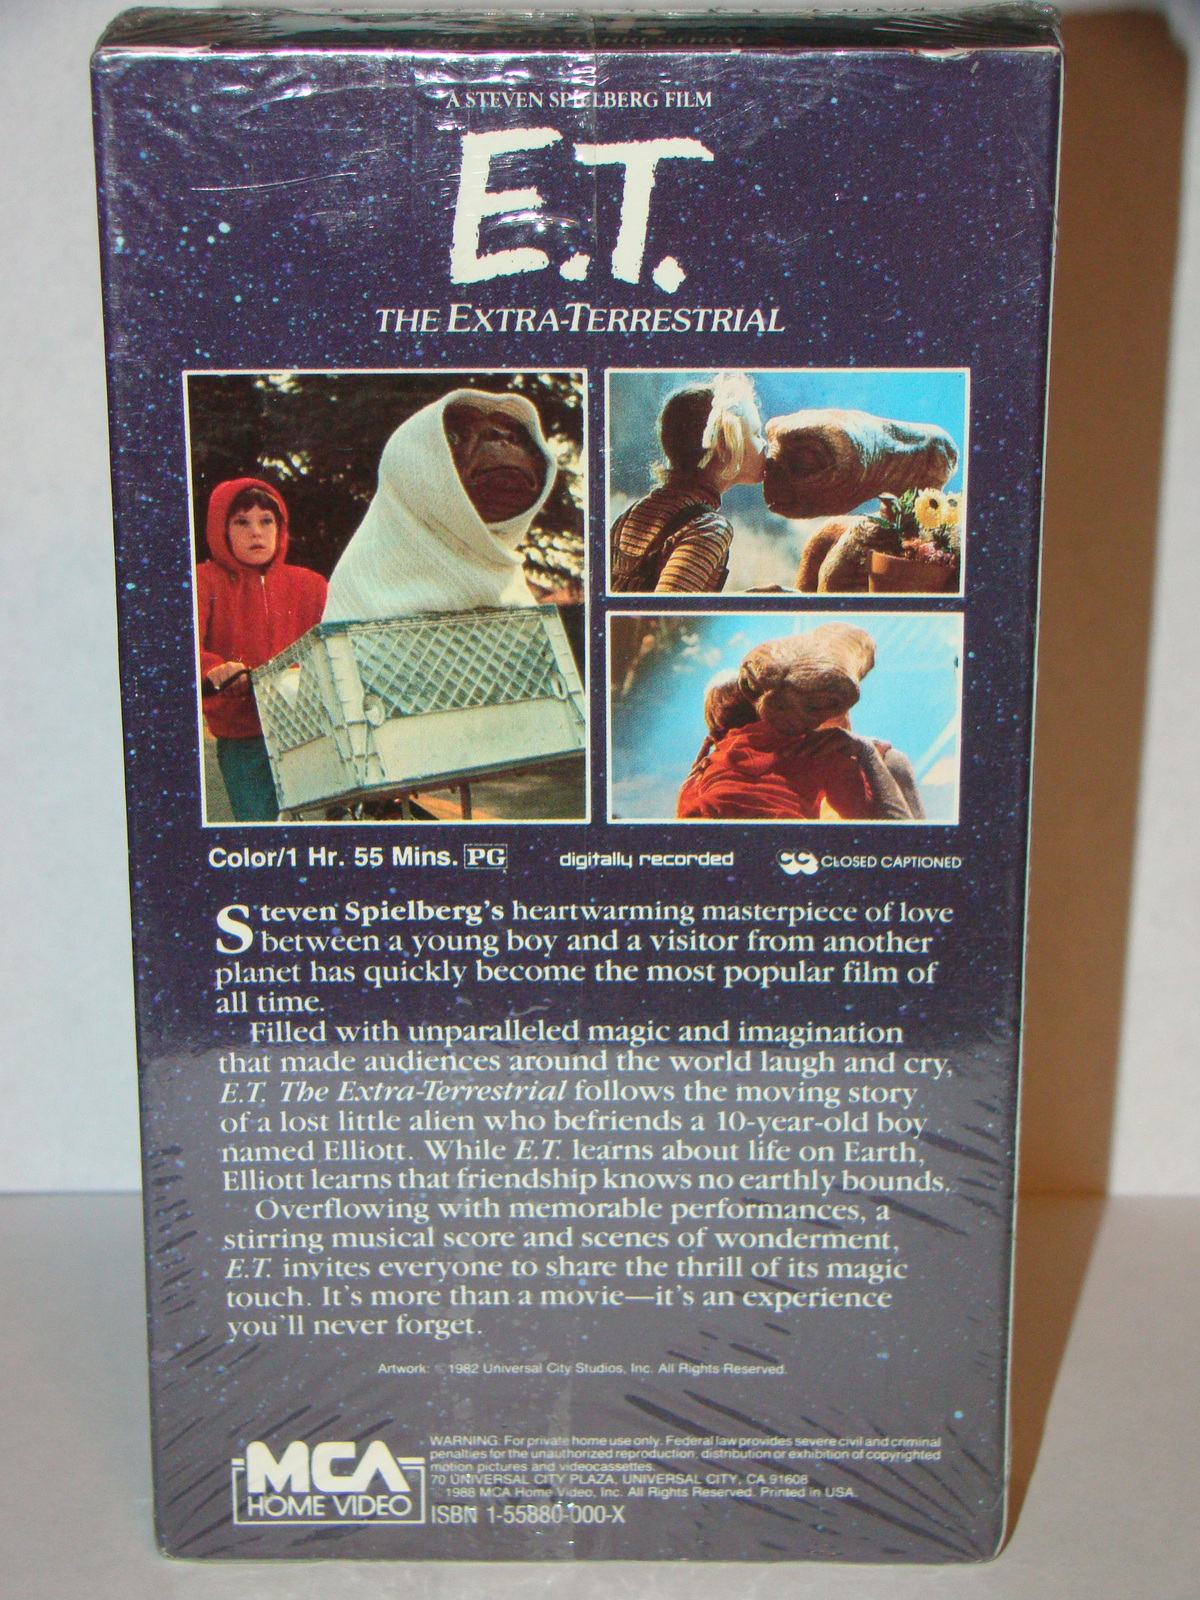 A STEVEN SPIELBERG FILM
E.T.
THE EXTRA-TERRESTRIAL
Color/1 Hr. 55 Mins. PG digitally recorded CC CLOSED CAPTIONED
Steven Spielberg's heartwarming masterpiece of love
between a young boy and a visitor from another
planet has quickly become the most popular film of
all time.
Filled with unparalleled magic and imagination
that made audiences around the world laugh and cry,
E.T. The Extra-Terrestrial follows the moving story
of a lost little alien who befriends a 10-year-old boy
named Elliott. While E.T. learns about life on Earth,
Elliott learns that friendship knows no earthly bounds.
Overflowing with memorable performances, a
stirring musical score and scenes of wonderment,
E.T. invites everyone to share the thrill of its magic
touch. It's more than a movie—it's an experience
you'll never forget.
Artwork: © 1982 Universal City Studios, Inc. All Rights Reserved.
MCA
HOME VIDEO
WARNING: For private home use only. Federal law provides severe civil and criminal
penalties for the unauthorized reproduction, distribution or exhibition of copyrighted
motion pictures and videocassettes.
70 UNIVERSAL CITY PLAZA, UNIVERSAL CITY, CA 91608
© 1988 MCA Home Video, Inc. All Rights Reserved. Printed in USA.
ISBN 1-55880-000-X